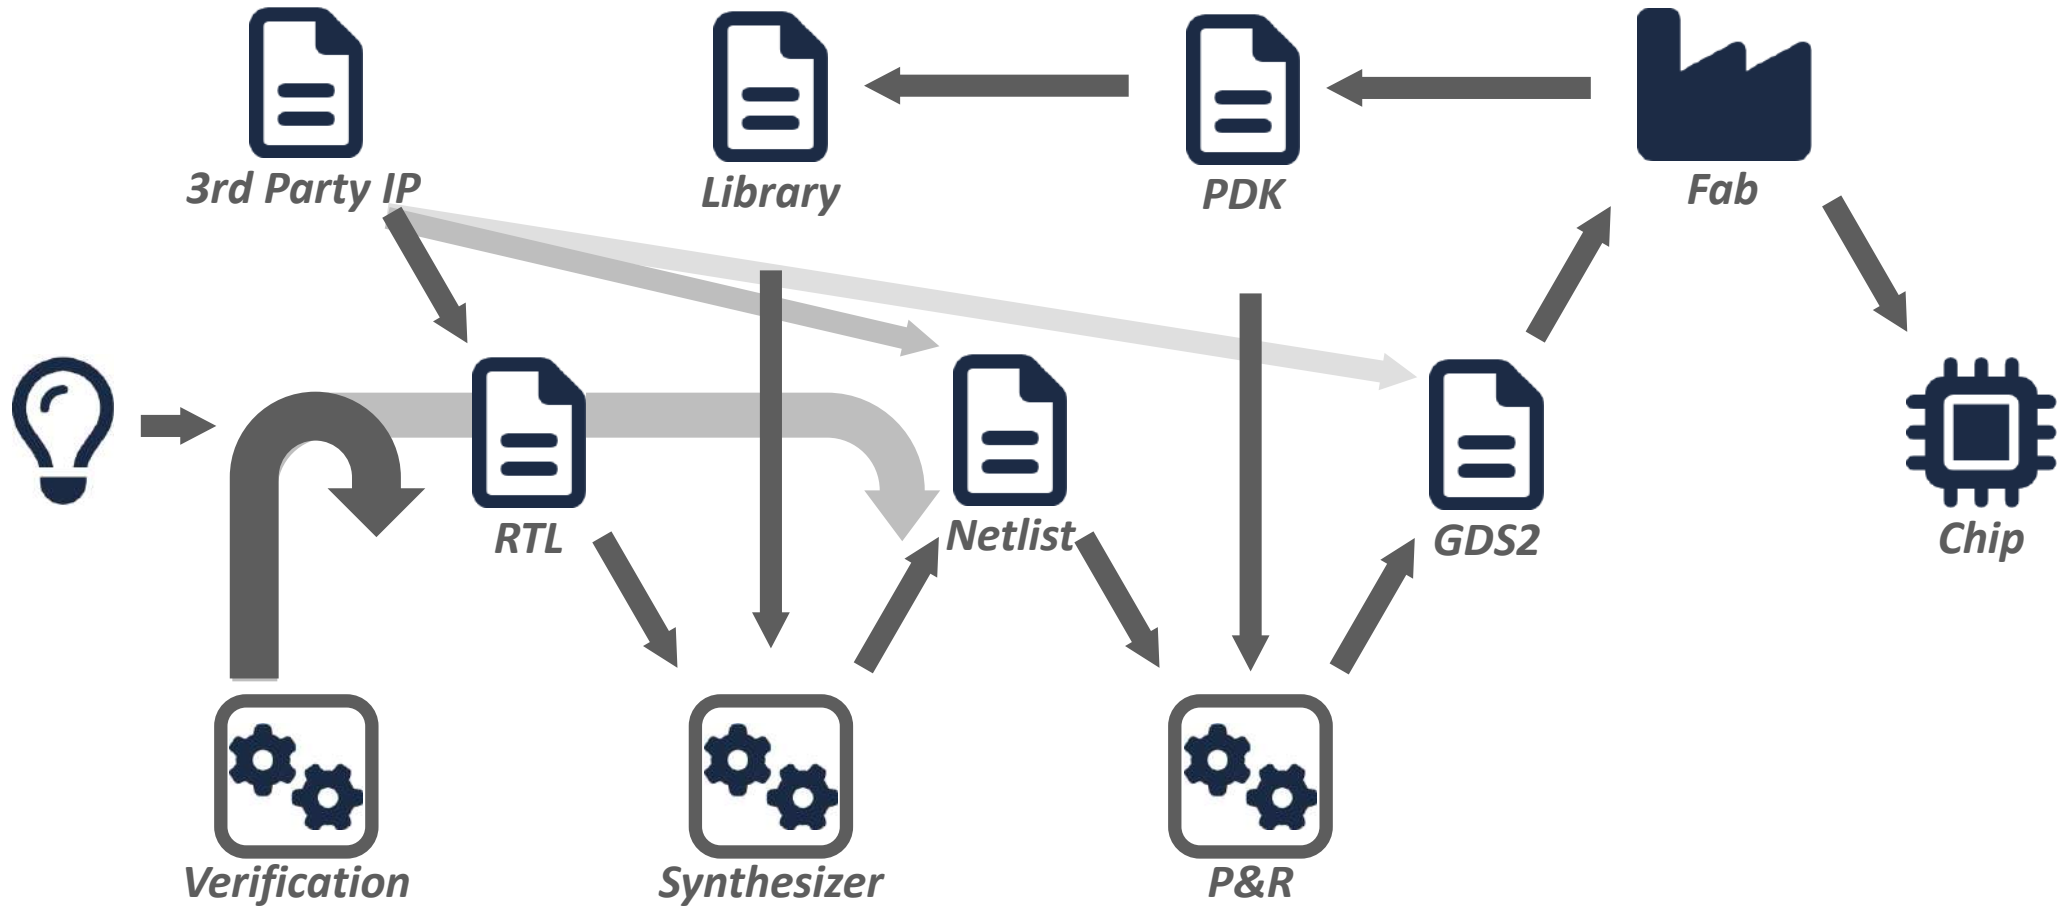 3rd Party IP
Library
PDK
Fab
RTL
Netlist
GDS2
Chip
Verification
Synthesizer
P&R